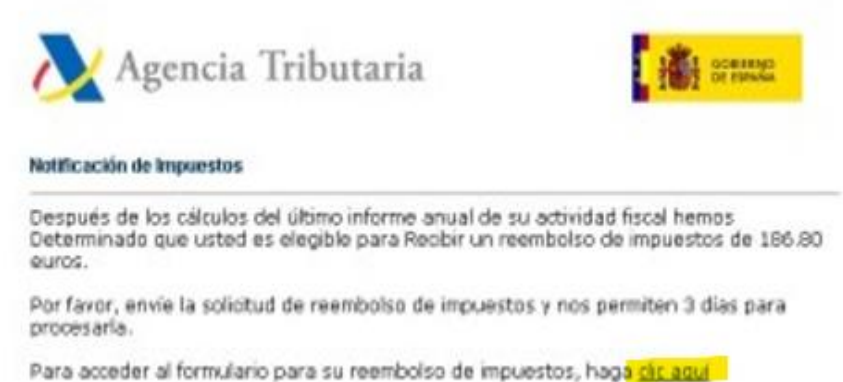 Agencia Tributaria
GOBIERNO
DE ESPAÑA
Notificación de Impuestos
Después de los cálculos del último informe anual de su actividad fiscal hemos
Determinado que usted es elegible para Recibir un reembolso de impuestos de 186.80
euros.
Por favor, envíe la solicitud de reembolso de impuestos y nos permiten 3 días para
procesarla.
Para acceder al formulario para su reembolso de impuestos, haga clic aquí